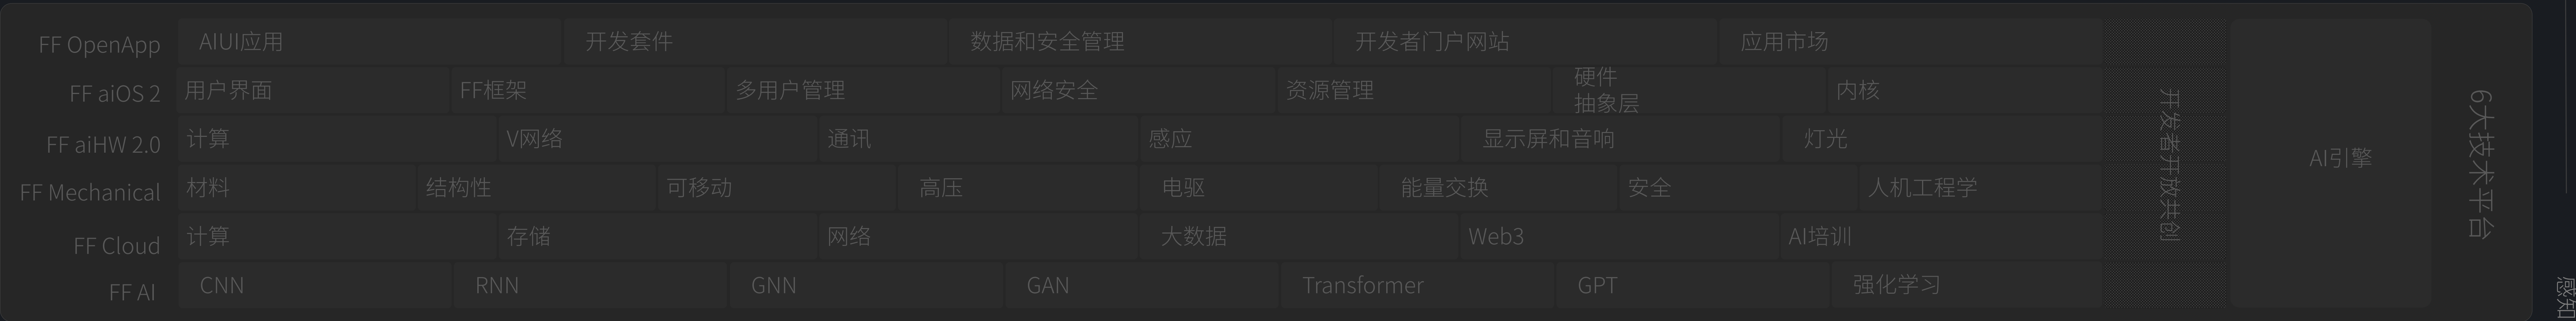 FF OpenApp AIUI应用 开发套件 数据和安全管理 开发者门户网站 应用市场
FF aiOS 2 用户界面 FF框架 多用户管理 网络安全 资源管理 硬件
抽象层 内核
FF aiHW 2.0 计算 V网络 通讯 感应 显示屏和音响 灯光
FF Mechanical 材料 结构性 可移动 高压 电驱 能量交换 安全 人机工程学
FF Cloud 计算 存储 网络 大数据 Web3 AI培训
FF AI CNN RNN GNN GAN Transformer GPT 强化学习
开发者开放共创
AI引擎
6大技术平台
感知